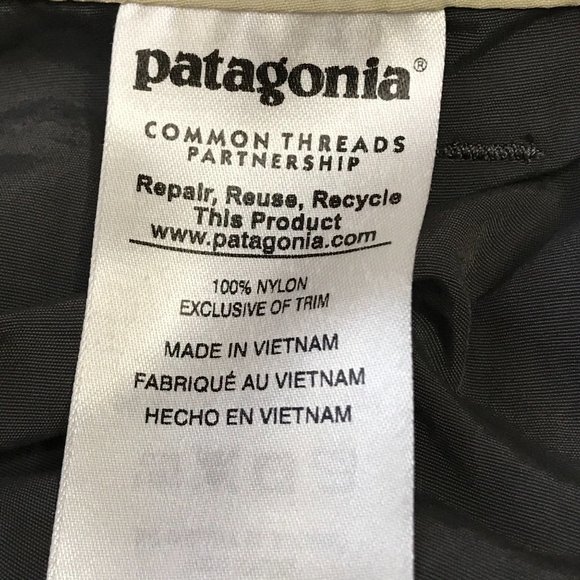 patagonia®
COMMON THREADS
PARTNERSHIP
Repair, Reuse, Recycle
This Product
www.patagonia.com
100% NYLON
EXCLUSIVE OF TRIM
MADE IN VIETNAM
FABRIQUÉ AU VIETNAM
HECHO EN VIETNAM